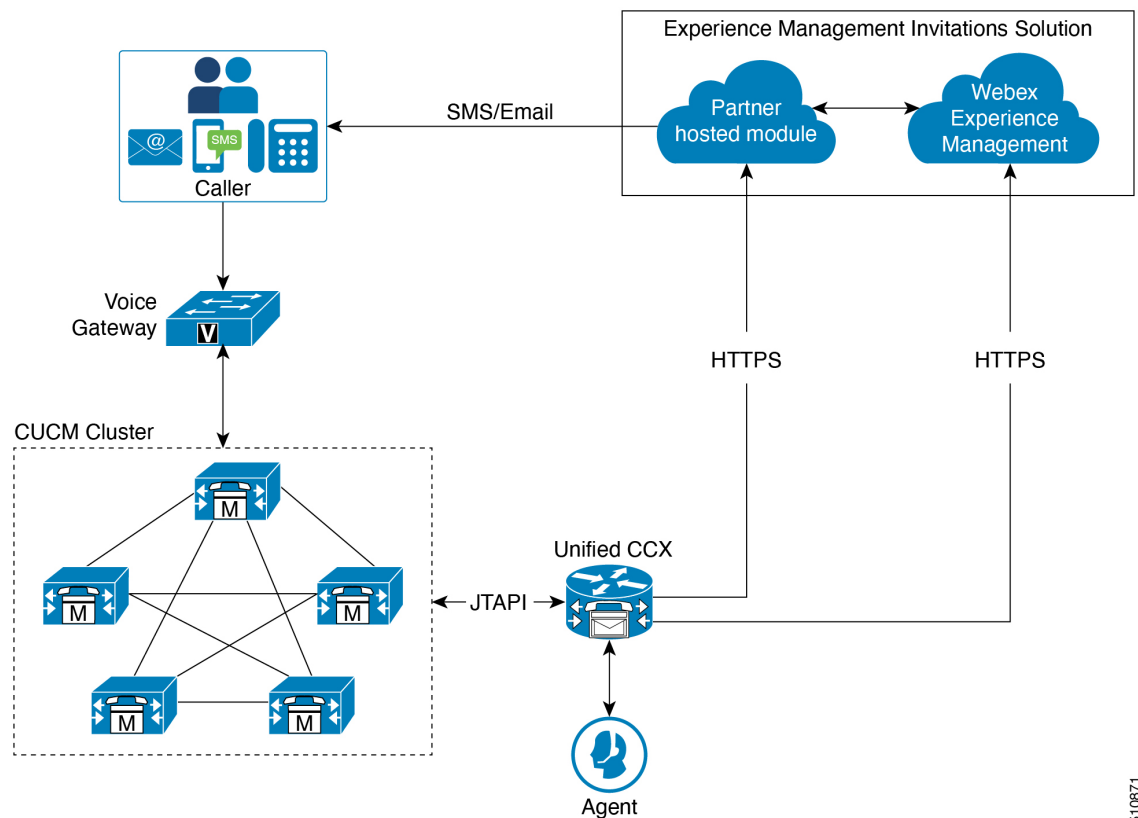 Experience Management Invitations Solution
Partner
hosted module
Webex
Experience
Management
SMS/Email
@
SMS
Caller
Voice
Gateway
V
HTTPS
HTTPS
CUCM Cluster
M
M
M
M
M
JTAPI
Unified CCX
Agent